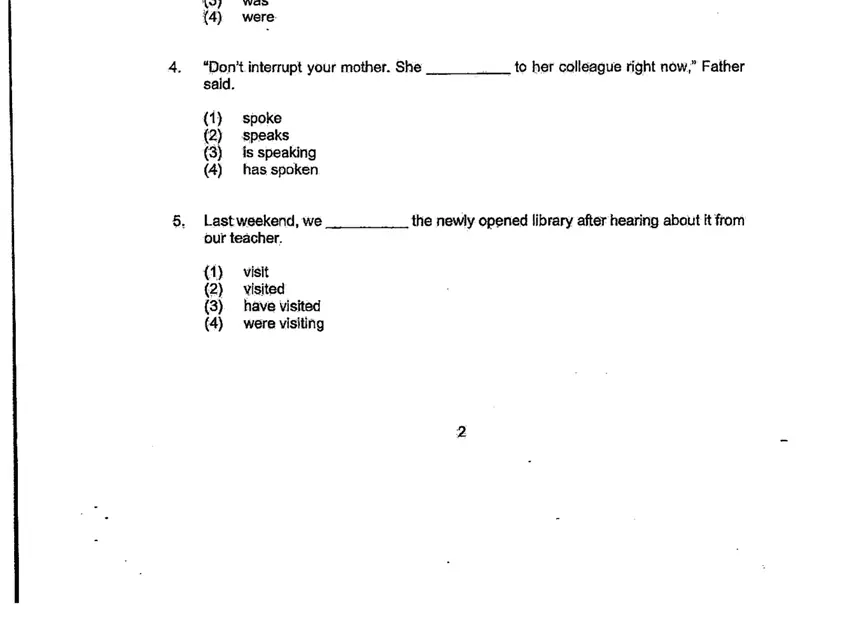 (3) was
(4) were
4. "Don't interrupt your mother. She __________ to her colleague right now," Father
said.
(1) spoke
(2) speaks
(3) is speaking
(4) has spoken
5. Last weekend, we __________ the newly opened library after hearing about it from
our teacher.
(1) visit
(2) visited
(3) have visited
(4) were visiting
2